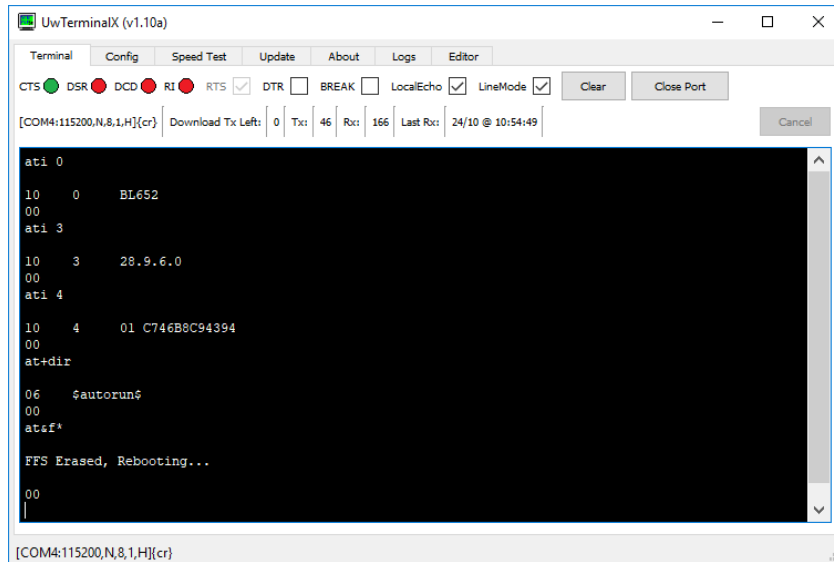 UwTerminalX (v1.10a)
Terminal Config Speed Test Update About Logs Editor
CTS DSR DCD RI RTS DTR BREAK LocalEcho LineMode Clear Close Port
[COM4:115200,N,8,1,H]{cr} Download Tx Left: 0 Tx: 46 Rx: 166 Last Rx: 24/10 @ 10:54:49 Cancel
ati 0
10 0 BL652
00
ati 3
10 3 28.9.6.0
00
ati 4
10 4 01 C746B8C94394
00
at+dir
06 $autorun$
00
at&f*
FFS Erased, Rebooting...
00
[COM4:115200,N,8,1,H]{cr}